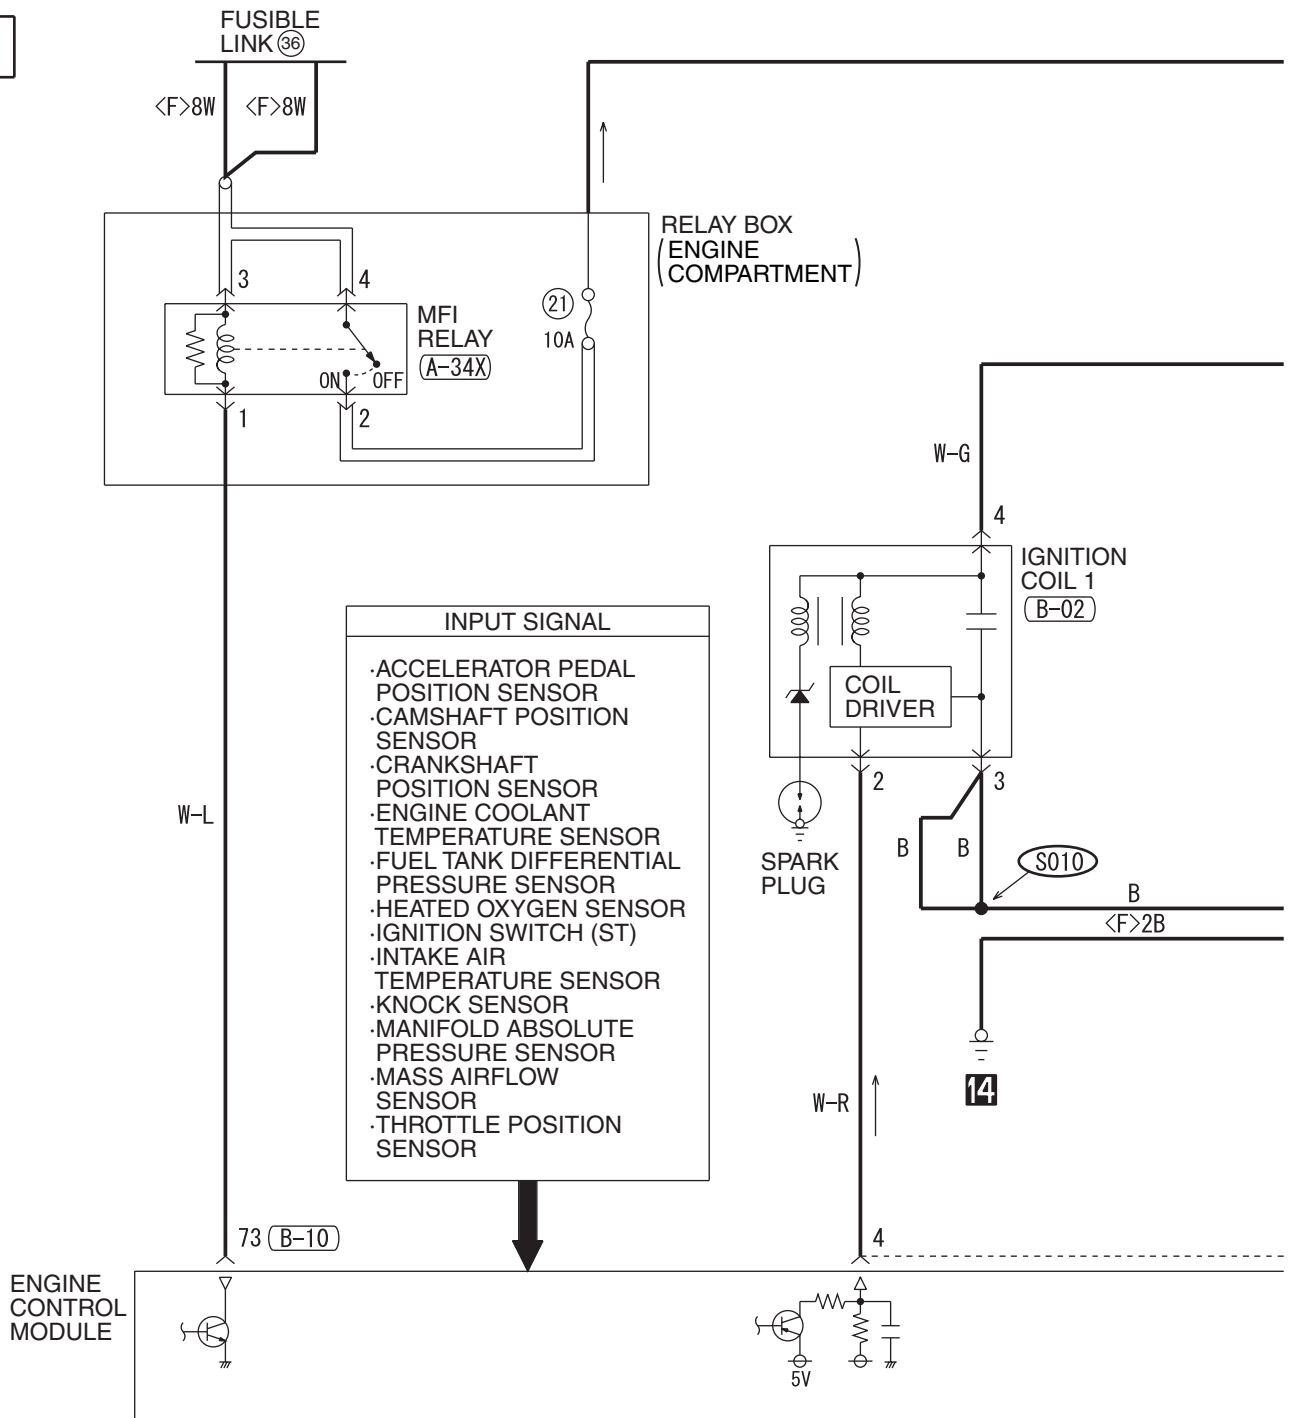 FUSIBLE
LINK 36
<F>8W <F>8W
RELAY BOX
(ENGINE
COMPARTMENT)
3 4
21
10A
MFI
RELAY
A-34X
ON OFF
1 2
W-G
4
IGNITION
COIL 1
B-02
COIL
DRIVER
2 3
SPARK
PLUG
B B
S010
B
<F>2B
14
W-L
INPUT SIGNAL
·ACCELERATOR PEDAL
POSITION SENSOR
·CAMSHAFT POSITION
SENSOR
·CRANKSHAFT
POSITION SENSOR
·ENGINE COOLANT
TEMPERATURE SENSOR
·FUEL TANK DIFFERENTIAL
PRESSURE SENSOR
·HEATED OXYGEN SENSOR
·IGNITION SWITCH (ST)
·INTAKE AIR
TEMPERATURE SENSOR
·KNOCK SENSOR
·MANIFOLD ABSOLUTE
PRESSURE SENSOR
·MASS AIRFLOW
SENSOR
·THROTTLE POSITION
SENSOR
W-R
73 B-10
4
ENGINE
CONTROL
MODULE
5V